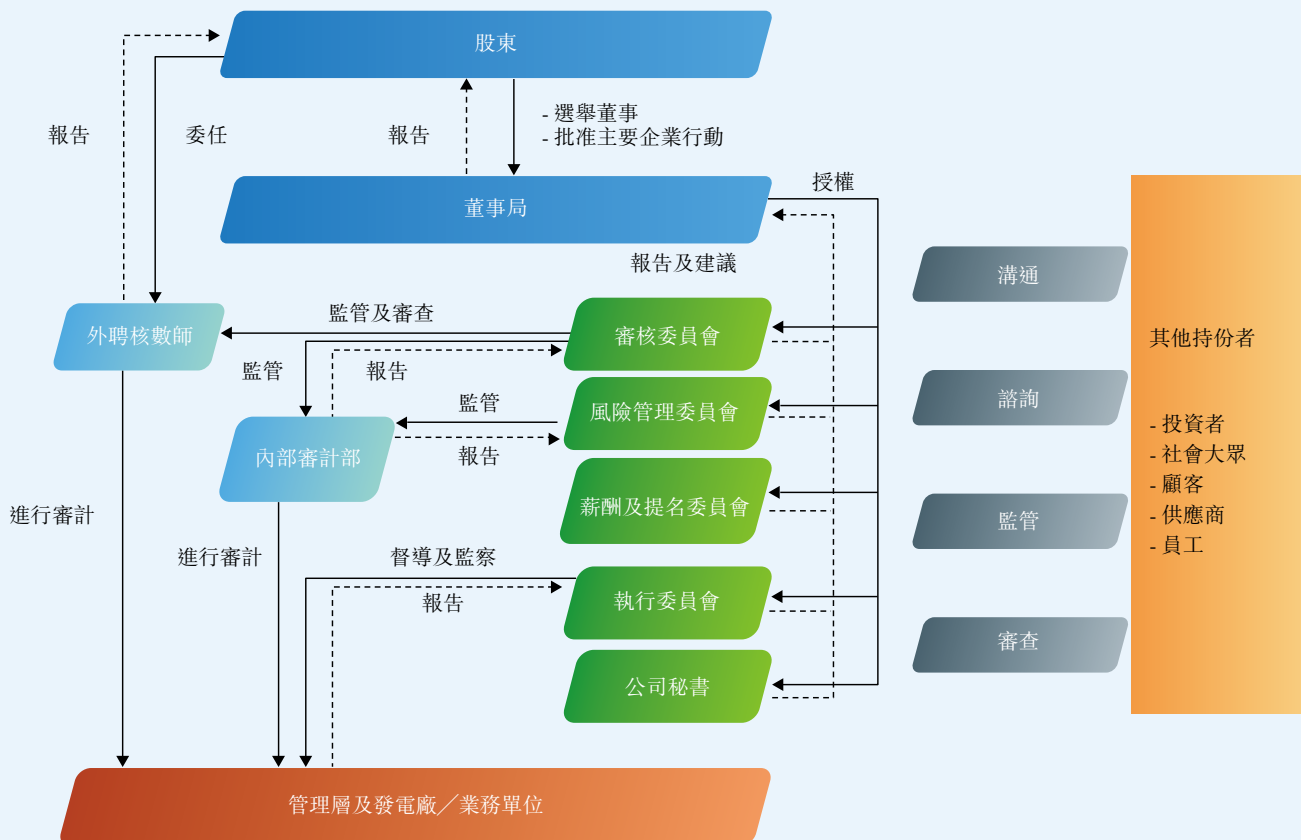 股東
報告
委任
報告
- 選舉董事
- 批准主要企業行動
授權
董事局
報告及建議
溝通
外聘核數師
監管及審查
審核委員會
其他持份者
監管
報告
諮詢
監管
風險管理委員會
- 投資者
- 社會大眾
- 顧客
- 供應商
- 員工
內部審計部
報告
薪酬及提名委員會
監管
進行審計
進行審計
督導及監察
執行委員會
報告
審查
公司秘書
管理層及發電廠／業務單位